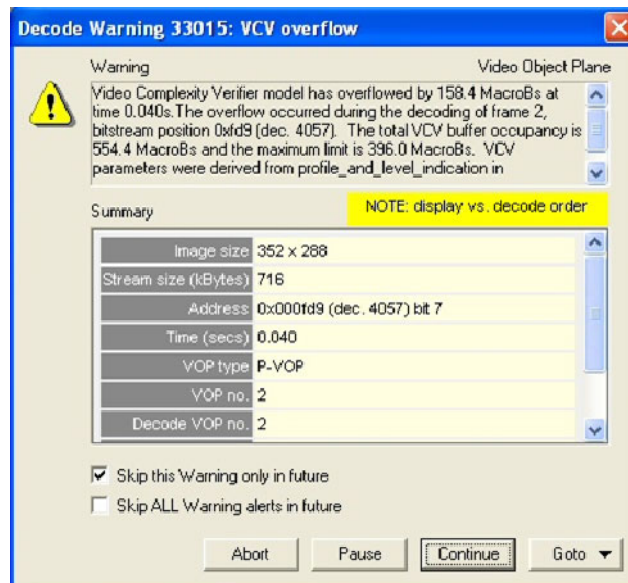 Decode Warning 33015: VCV overflow
Warning Video Object Plane
Video Complexity Verifier model has overflowed by 158.4 MacroBs at
time 0.040s.The overflow occurred during the decoding of frame 2,
bitstream position 0xfd9 (dec. 4057). The total VCV buffer occupancy is
554.4 MacroBs and the maximum limit is 396.0 MacroBs. VCV
parameters were derived from profile_and_level_indication in
Summary NOTE: display vs. decode order
Image size 352 x 288
Stream size (kBytes) 716
Address 0x000fd9 (dec. 4057) bit 7
Time (secs) 0.040
VOP type P-VOP
VOP no. 2
Decode VOP no. 2
Skip this Warning only in future
Skip ALL Warning alerts in future
Abort Pause Continue Goto